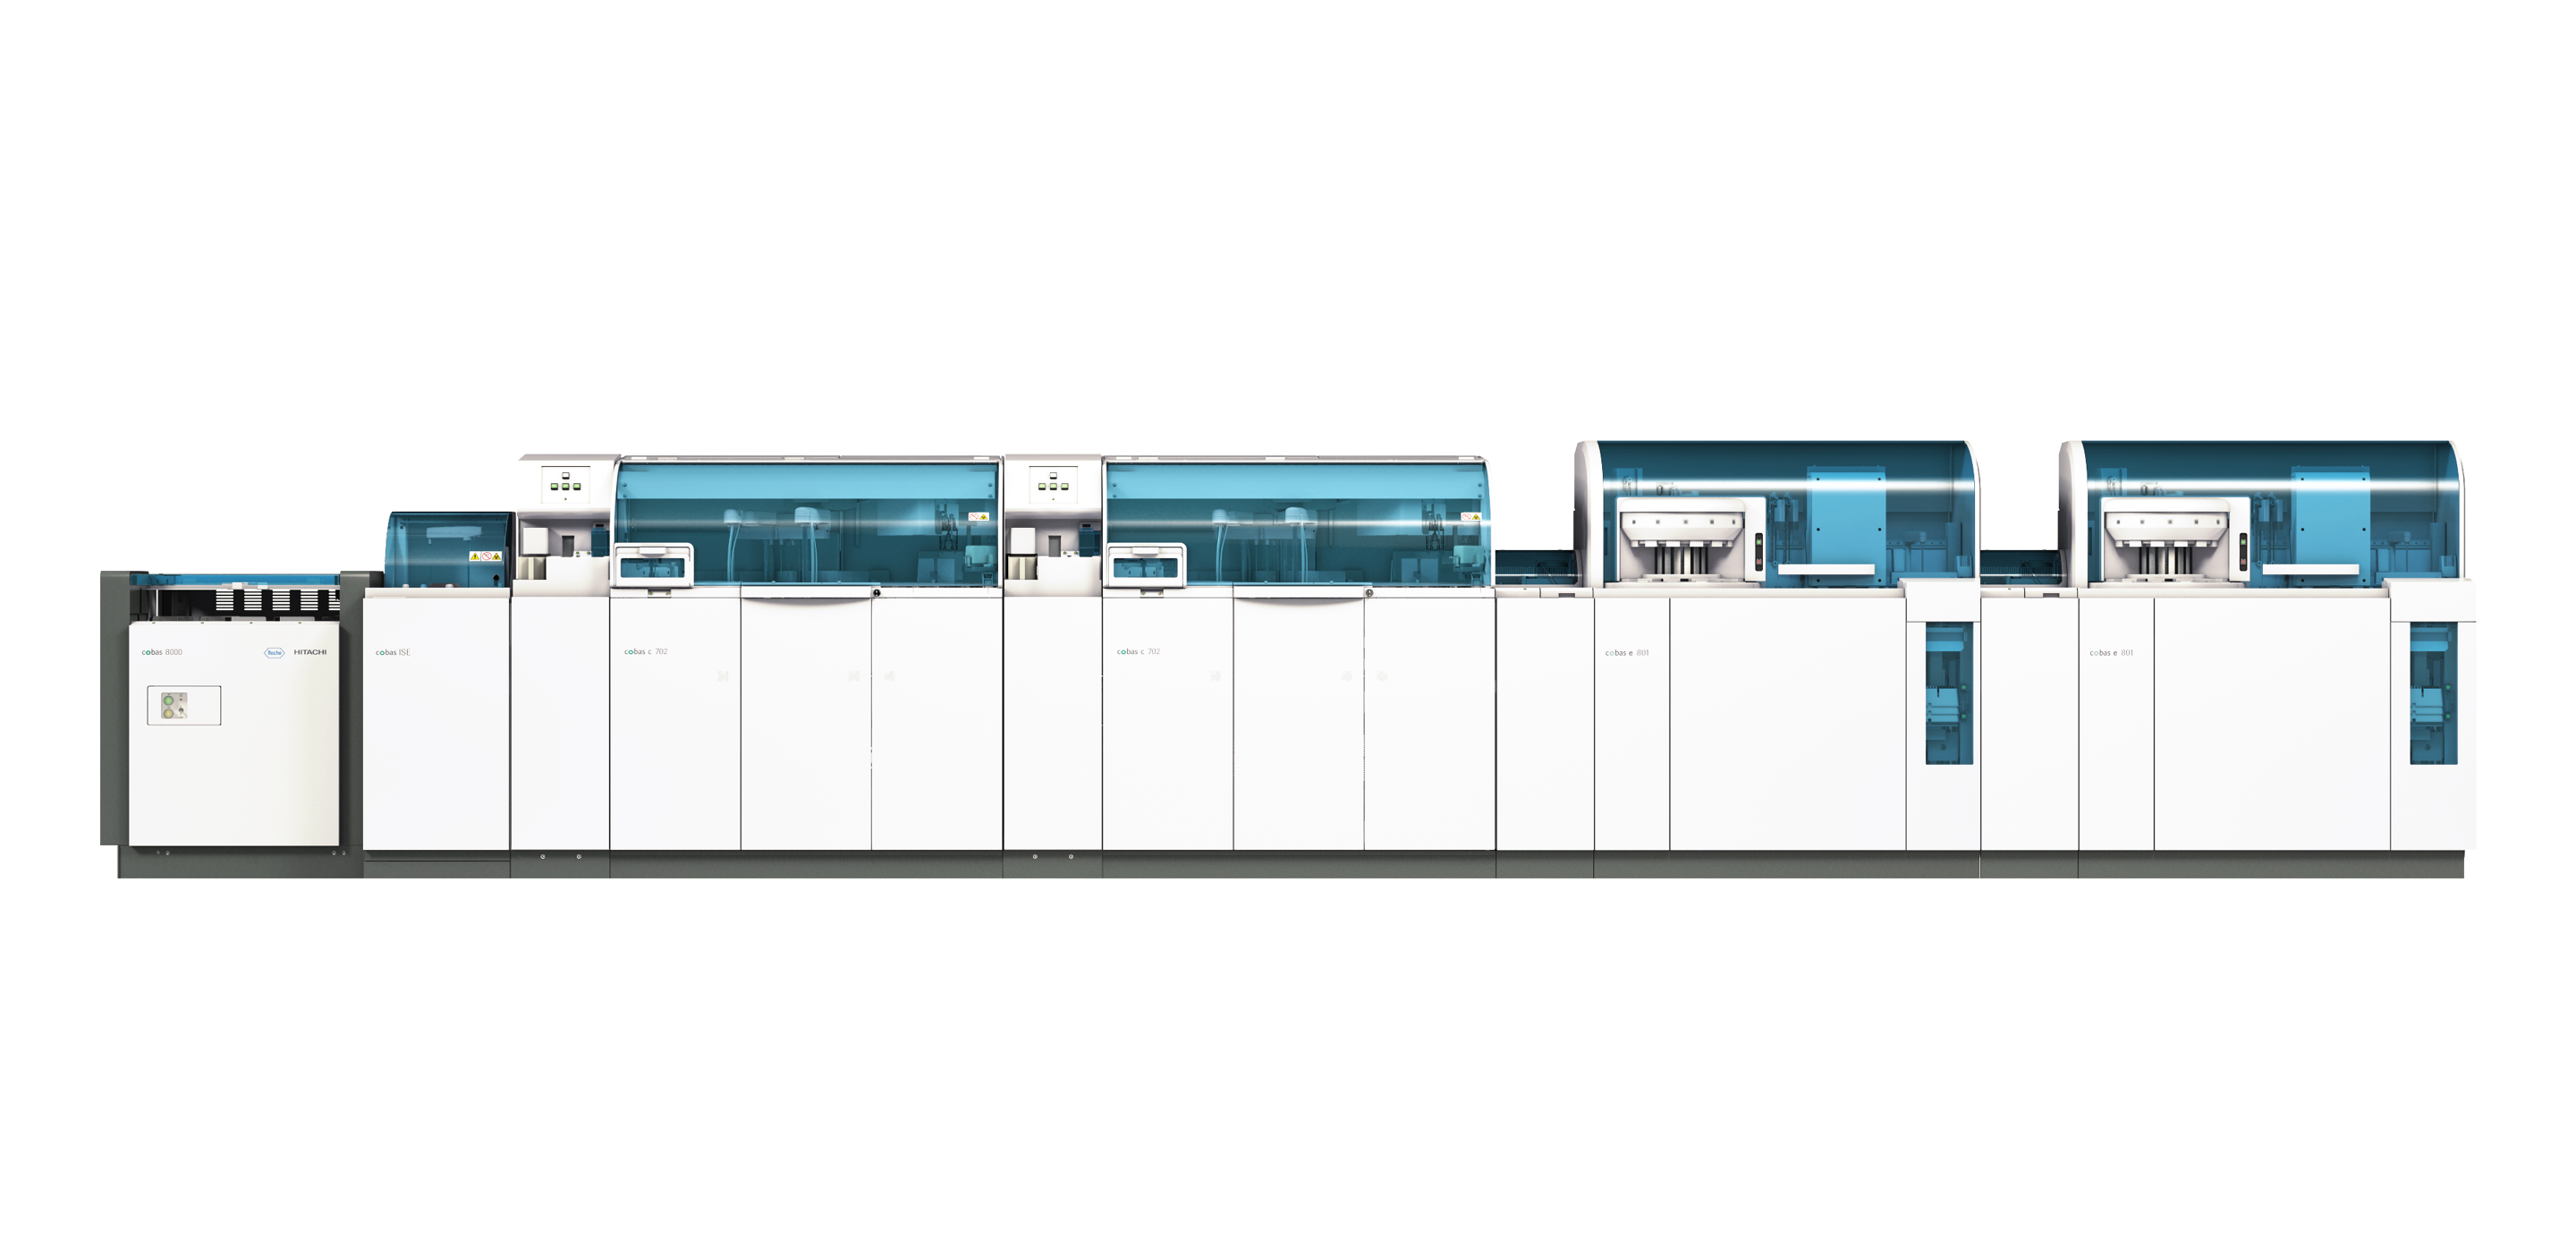 cobas 8000
Roche
HITACHI
cobas ISE
cobas c 702
cobas c 702
cobas e 801
cobas e 801